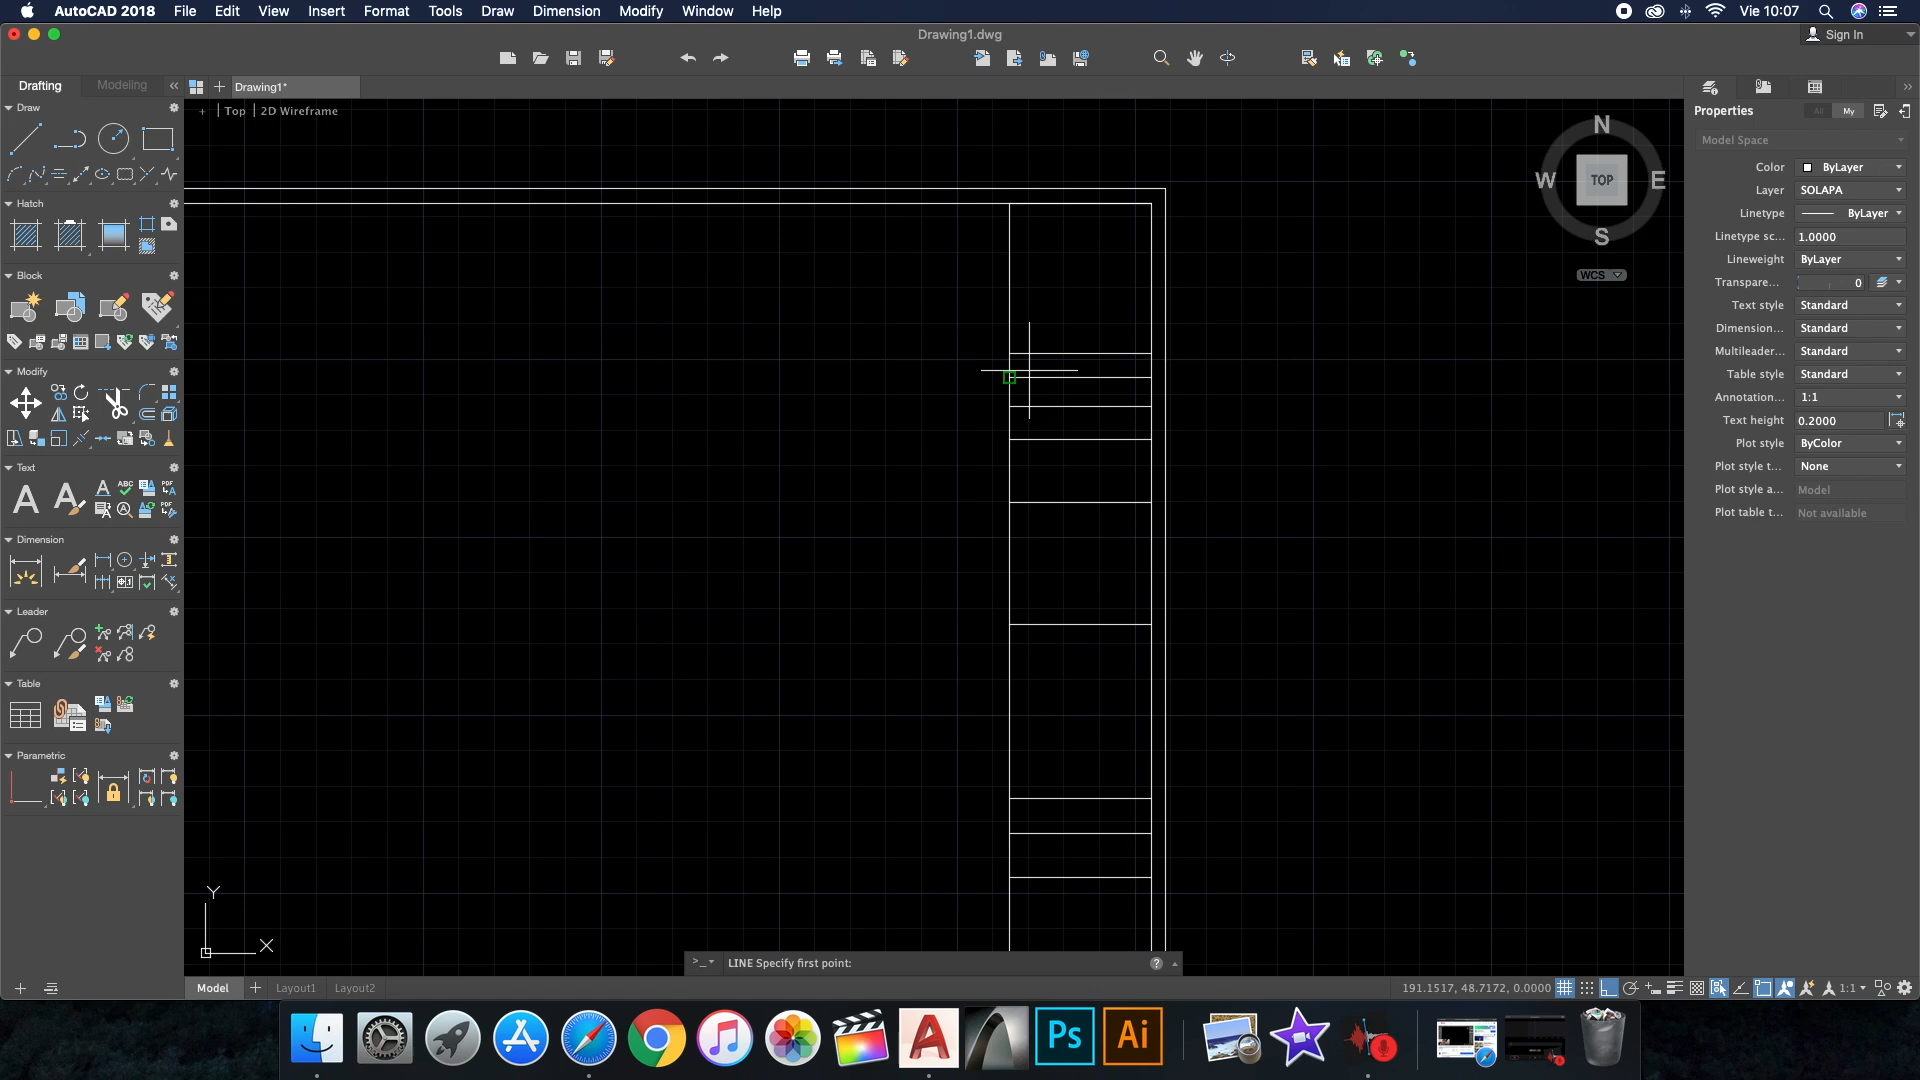 AutoCAD 2018 File Edit View Insert Format Tools Draw Dimension Modify Window Help Vie 10:07
Drawing1.dwg
Sign In
Drafting Modeling Drawing1*
Draw
+ Top 2D Wireframe
Hatch
Block
Modify
Text
ABC
PDF
PDF
Dimension
Leader
Table
Parametric
N
W TOP E
S
WCS
Properties All My
Model Space
Color ByLayer
Layer SOLAPA
Linetype ByLayer
Linetype sc... 1.0000
Lineweight ByLayer
Transpare... 0
Text style Standard
Dimension... Standard
Multileader... Standard
Table style Standard
Annotation... 1:1
Text height 0.2000
Plot style ByColor
Plot style t... None
Plot style a... Model
Plot table t... Not available
Y
X
>_ LINE Specify first point: ?
Model + Layout1 Layout2 191.1517, 48.7172, 0.0000 1:1
Ps Ai